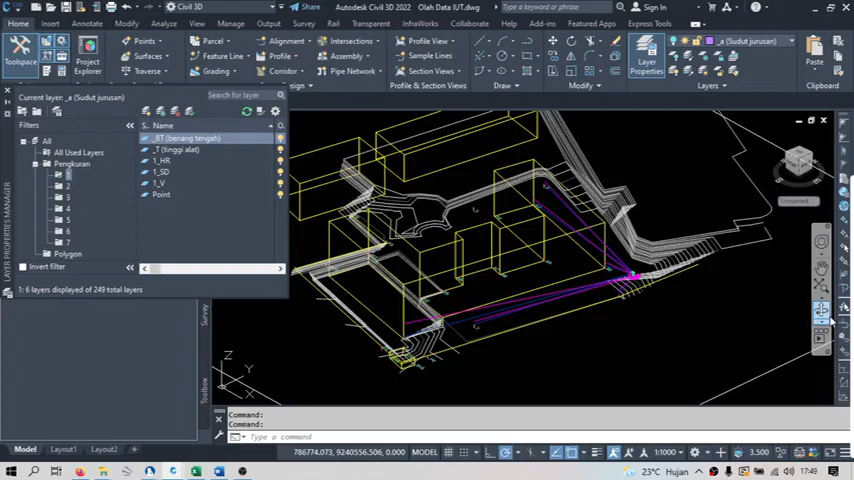 Civil 3D
Share
Autodesk Civil 3D 2022
Olah Data IUT.dwg
Type a keyword or phrase
Sign In
Home
Insert
Annotate
Modify
Analyze
View
Manage
Output
Survey
Rail
Transparent
InfraWorks
Collaborate
Help
Add-ins
Featured Apps
Express Tools
Toolspace
Project
Explorer
Points
Surfaces
Traverse
Parcel
Feature Line
Grading
Alignment
Profile
Corridor
Intersections
Assembly
Pipe Network
Profile View
Sample Lines
Section Views
Layer
Properties
_a (Sudut jurusan)
Paste
Design
Profile & Section Views
Draw
Modify
Layers
Clipboard
Current layer: _a (Sudut jurusan)
Search for layer
Filters
S.. Name
O.
All
All Used Layers
Pengkuran
1
2
3
4
5
6
7
Polygon
_BT (benang tengah)
_T (tinggi alat)
1_HR
1_SD
1_V
Point
Invert filter
1: 6 layers displayed of 249 total layers
LAYER PROPERTIES MANAGER
Survey
Toolbox
Unnamed
Z
Y
X
Command:
Command:
Type a command
Model
Layout1
Layout2
786774.073, 9240556.506, 0.000
MODEL
1:1000
3.500
23°C Hujan
17:49